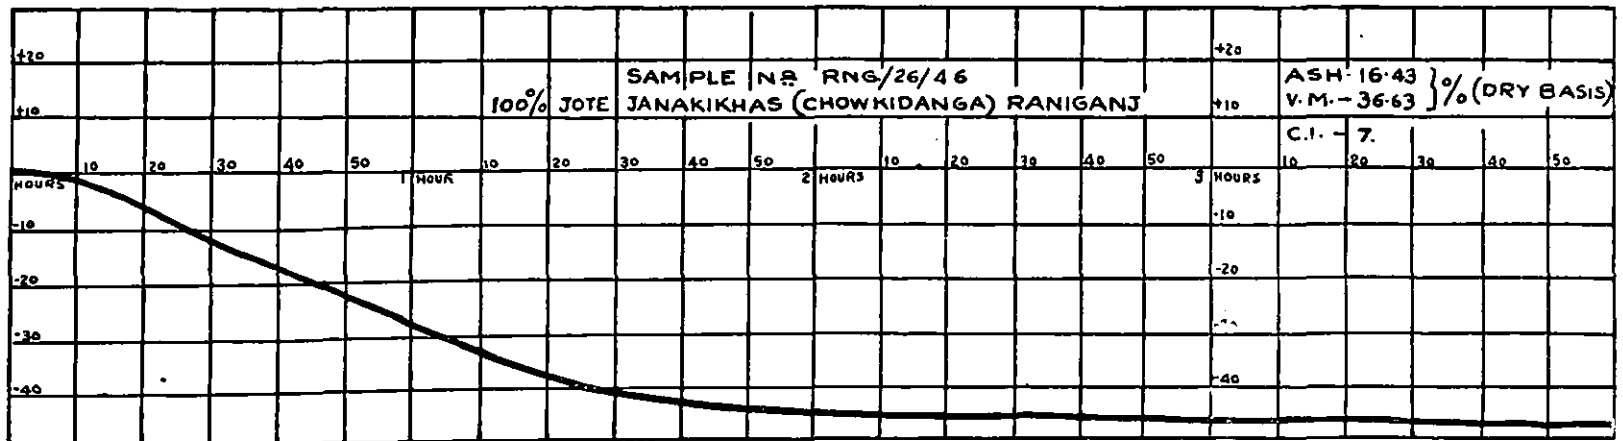 +20 +20
SAMPLE Nº RNG/26/46 ASH-16.43 } % (DRY BASIS)
100% JOTE JANAKIKHAS (CHOWKIDANGA) RANIGANJ V.M.-36.63
+10 +10
C.I. - 7.
10 20 30 40 50 10 20 30 40 50 10 20 30 40 50 10 20 30 40 50
HOURS 1 HOUR 2 HOURS 3 HOURS
-10 -10
-20 -20
-30
-40 -40